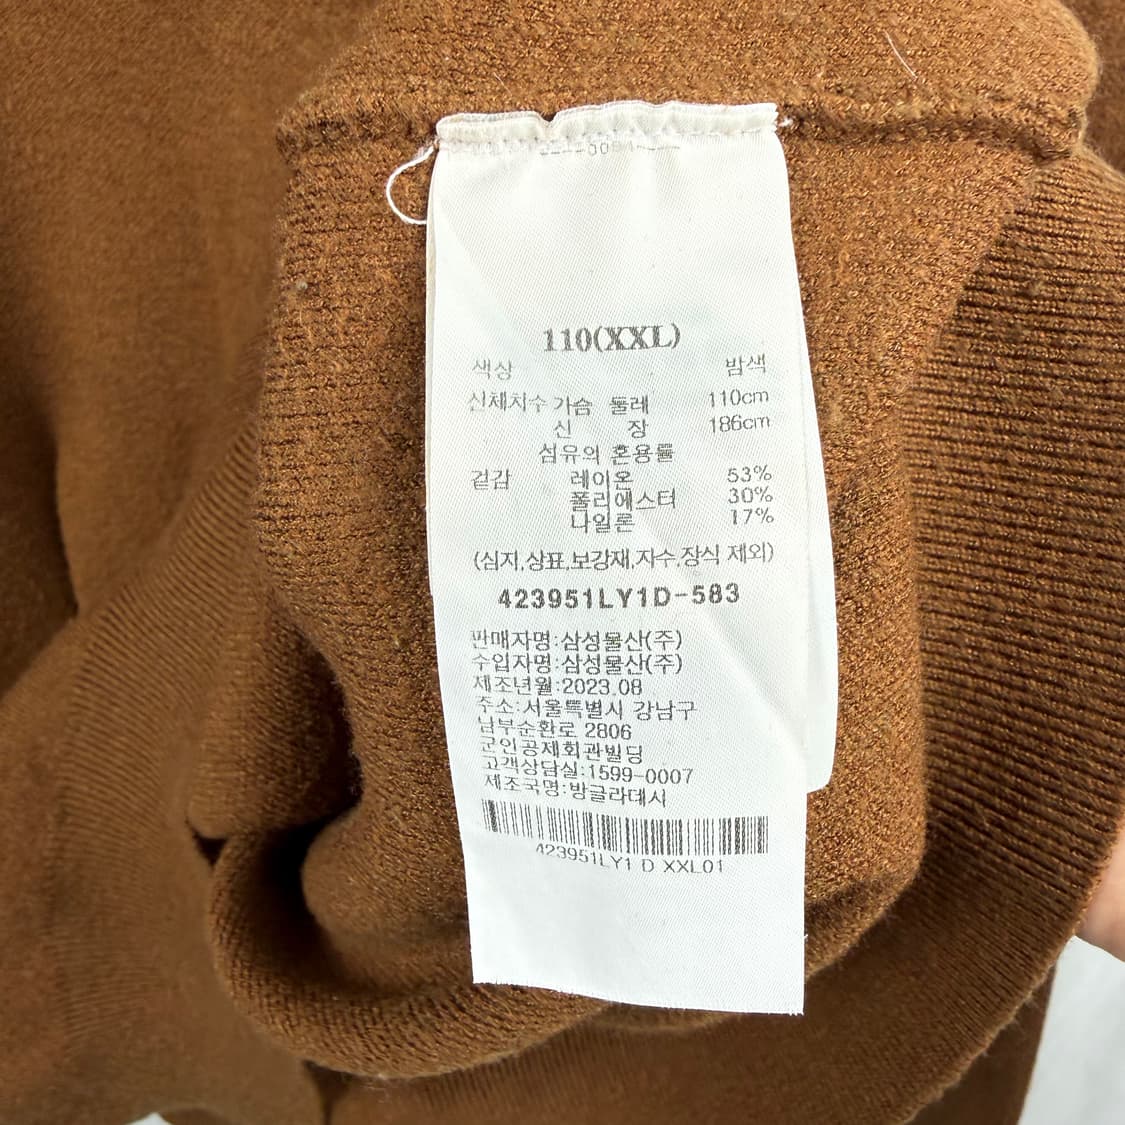 110(XXL)
색상 밤색
신체치수 가슴 둘레 110cm
신 장 186cm
섬유의 혼용률
겉감 레이온 53%
폴리에스터 30%
나일론 17%
(심지,상표,보강재,자수,장식 제외)
423951LY1D-583
판매자명:삼성물산(주)
수입자명:삼성물산(주)
제조년월:2023.08
주소:서울특별시 강남구
남부순환로 2806
군인공제회관빌딩
고객상담실:1599-0007
제조국명:방글라데시
423951LY1 D XXL01